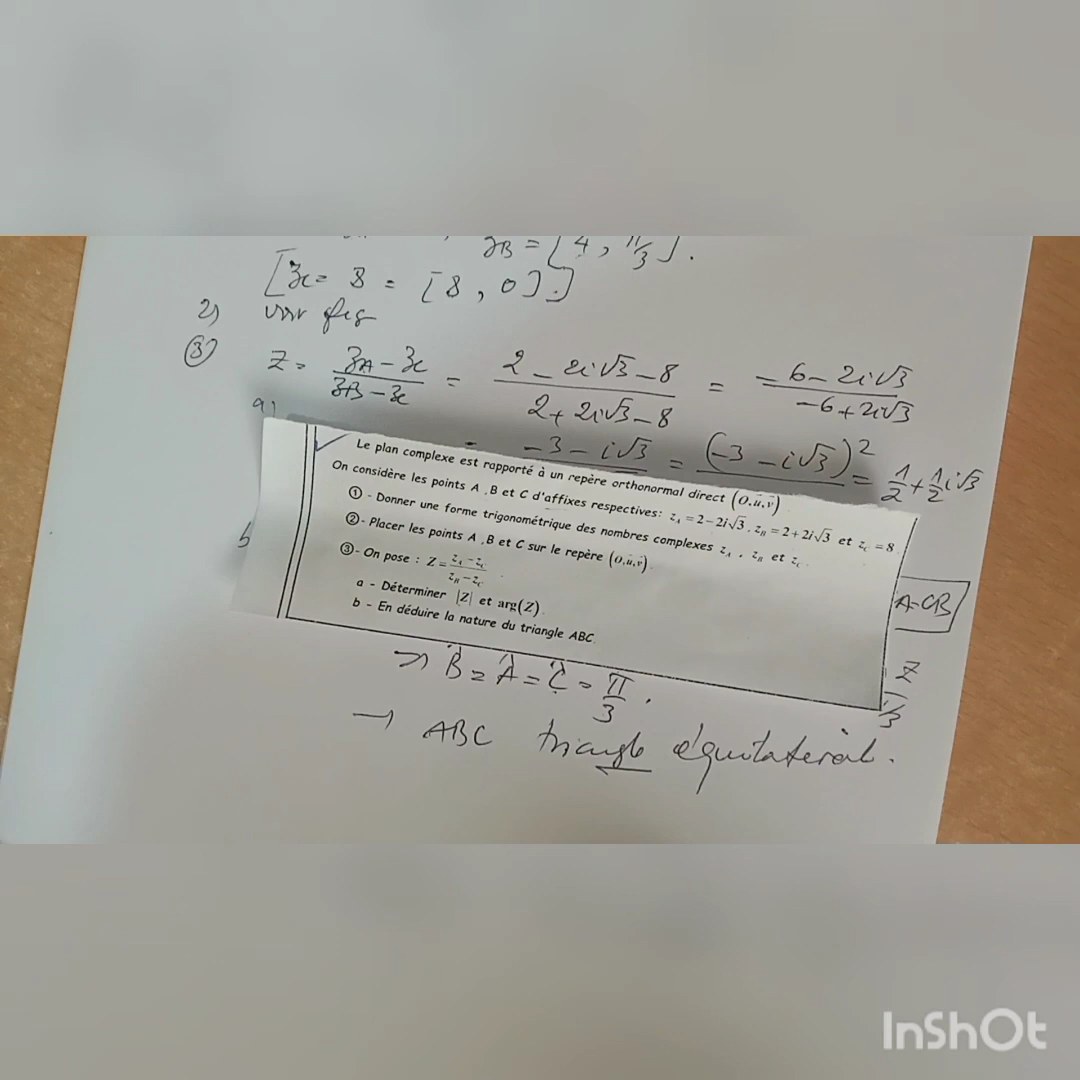 zB = [4, π/3].
[zc = 8 = [8, 0].]
2) voir fig
③ Z = (zA - zc)/(zB - zc) = (2 - 2i√3 - 8)/(2 + 2i√3 - 8) = (-6 - 2i√3)/(-6 + 2i√3)
a) = -3 - i√3 = (-3 - i√3)² = 1/2 + 1/2 i√3
Le plan complexe est rapporté à un repère orthonormal direct (O,u,v)
On considère les points A , B et C d'affixes respectives: zA = 2-2i√3 , zB = 2+2i√3 et zC = 8
① - Donner une forme trigonométrique des nombres complexes zA , zB et zC
②- Placer les points A , B et C sur le repère (O,u,v).
③- On pose : Z = (zA - zC)/(zB - zC)
a - Déterminer |Z| et arg(Z).
b - En déduire la nature du triangle ABC.
b
A=CB
Z
π/3
→ B̂ = Â = Ĉ = π/3 .
→ ABC triangle équilatéral.
InShOt